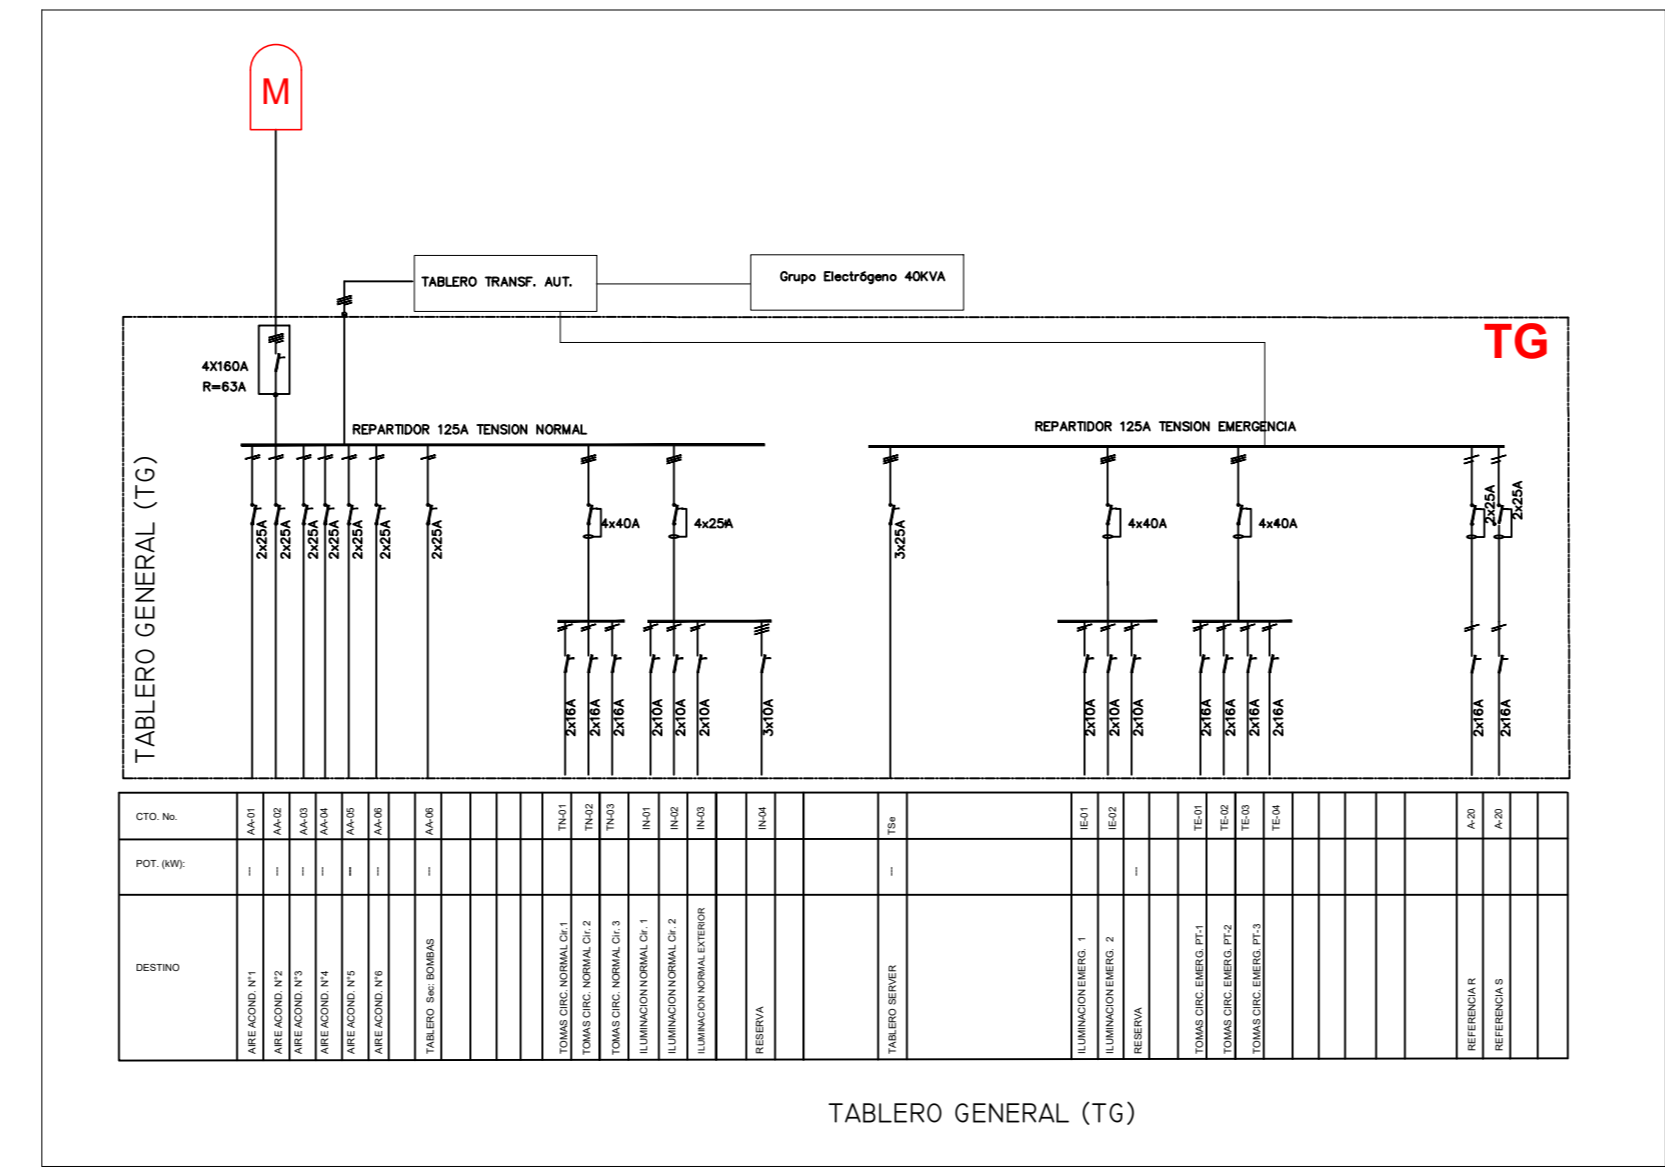 M
TABLERO TRANSF. AUT.
Grupo Electrógeno 40KVA
TG
4X160A
R=63A
REPARTIDOR 125A TENSION NORMAL
REPARTIDOR 125A TENSION EMERGENCIA
TABLERO GENERAL (TG)
2x25A
2x25A
2x25A
2x25A
2x25A
2x25A
2x25A
4x40A
4x25A
3x25A
4x40A
4x40A
2x25A
2x25A
2x16A
2x16A
2x16A
2x10A
2x10A
2x10A
3x10A
2x10A
2x10A
2x10A
2x16A
2x16A
2x16A
2x16A
2x16A
2x16A
CTO. No.
AA-01
AA-02
AA-03
AA-04
AA-05
AA-06
AA-06
TN-01
TN-02
TN-03
IN-01
IN-02
IN-03
IN-04
TSe
IE-01
IE-02
TE-01
TE-02
TE-03
TE-04
A-20
A-20
POT. (kW):
---
---
---
---
---
---
---
---
---
DESTINO
AIRE ACOND. N°1
AIRE ACOND. N°2
AIRE ACOND. N°3
AIRE ACOND. N°4
AIRE ACOND. N°5
AIRE ACOND. N°6
TABLERO Sec: BOMBAS
TOMAS CIRC. NORMAL Cir.1
TOMAS CIRC. NORMAL Cir. 2
TOMAS CIRC. NORMAL Cir. 3
ILUMINACION NORMAL Cir. 1
ILUMINACION NORMAL Cir. 2
ILUMINACION NORMAL EXTERIOR
RESERVA
TABLERO SERVER
ILUMINACION EMERG. 1
ILUMINACION EMERG. 2
RESERVA
TOMAS CIRC. EMERG. PT-1
TOMAS CIRC. EMERG. PT-2
TOMAS CIRC. EMERG. PT-3
REFERENCIA R
REFERENCIA S
TABLERO GENERAL (TG)